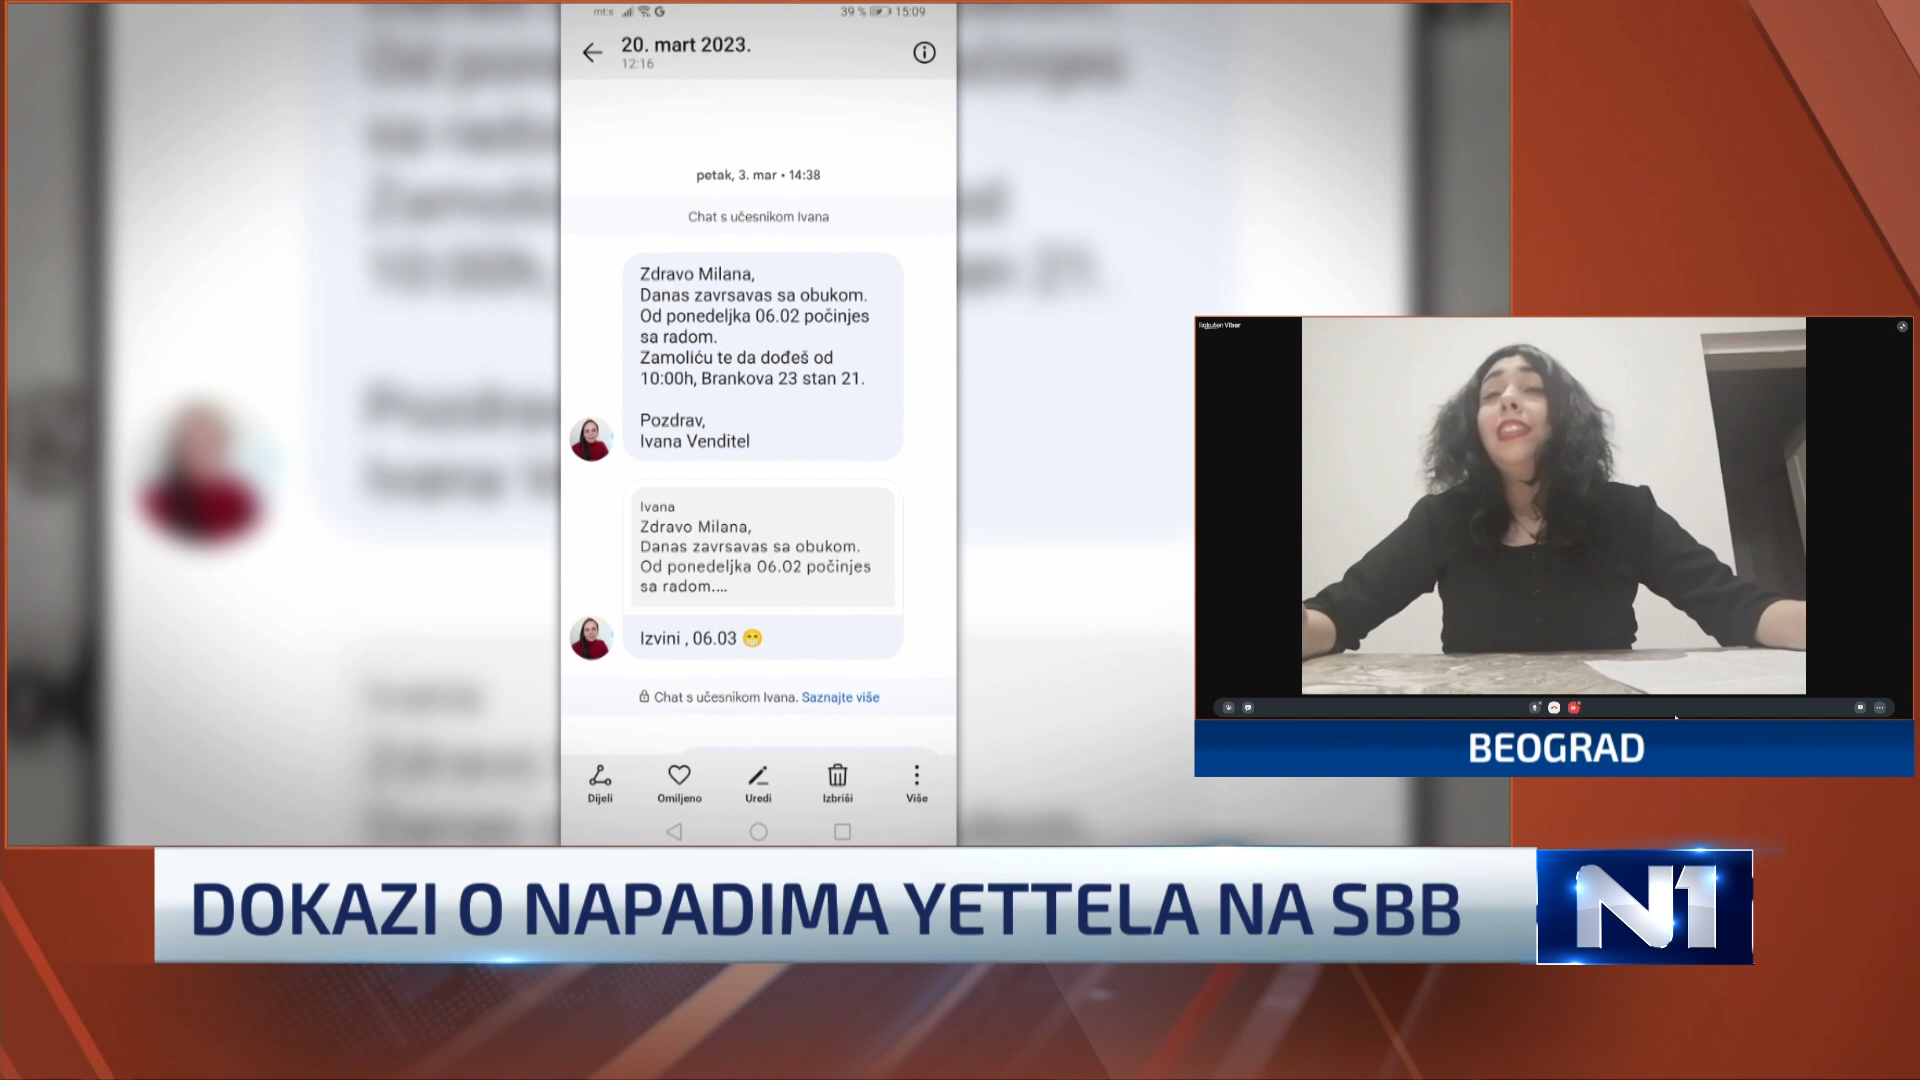 mt:s
39 % 15:09
20. mart 2023.
12:16
petak, 3. mar • 14:38
Chat s učesnikom Ivana
Zdravo Milana,
Danas zavrsavas sa obukom.
Od ponedeljka 06.02 počinjes
sa radom.
Zamoliću te da dođeš od
10:00h, Brankova 23 stan 21.
Pozdrav,
Ivana Venditel
Ivana
Zdravo Milana,
Danas zavrsavas sa obukom.
Od ponedeljka 06.02 počinjes
sa radom....
Izvini , 06.03 😁
Chat s učesnikom Ivana. Saznajte više
Dijeli
Omiljeno
Uredi
Izbriši
Više
Rakuten Viber
BEOGRAD
DOKAZI O NAPADIMA YETTELA NA SBB
N1